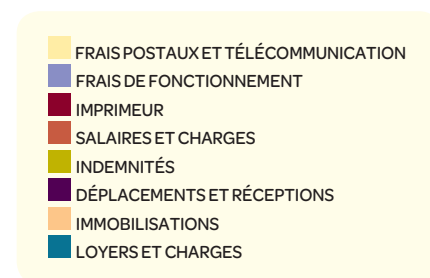 FRAIS POSTAUX ET TÉLÉCOMMUNICATION
FRAIS DE FONCTIONNEMENT
IMPRIMEUR
SALAIRES ET CHARGES
INDEMNITÉS
DÉPLACEMENTS ET RÉCEPTIONS
IMMOBILISATIONS
LOYERS ET CHARGES